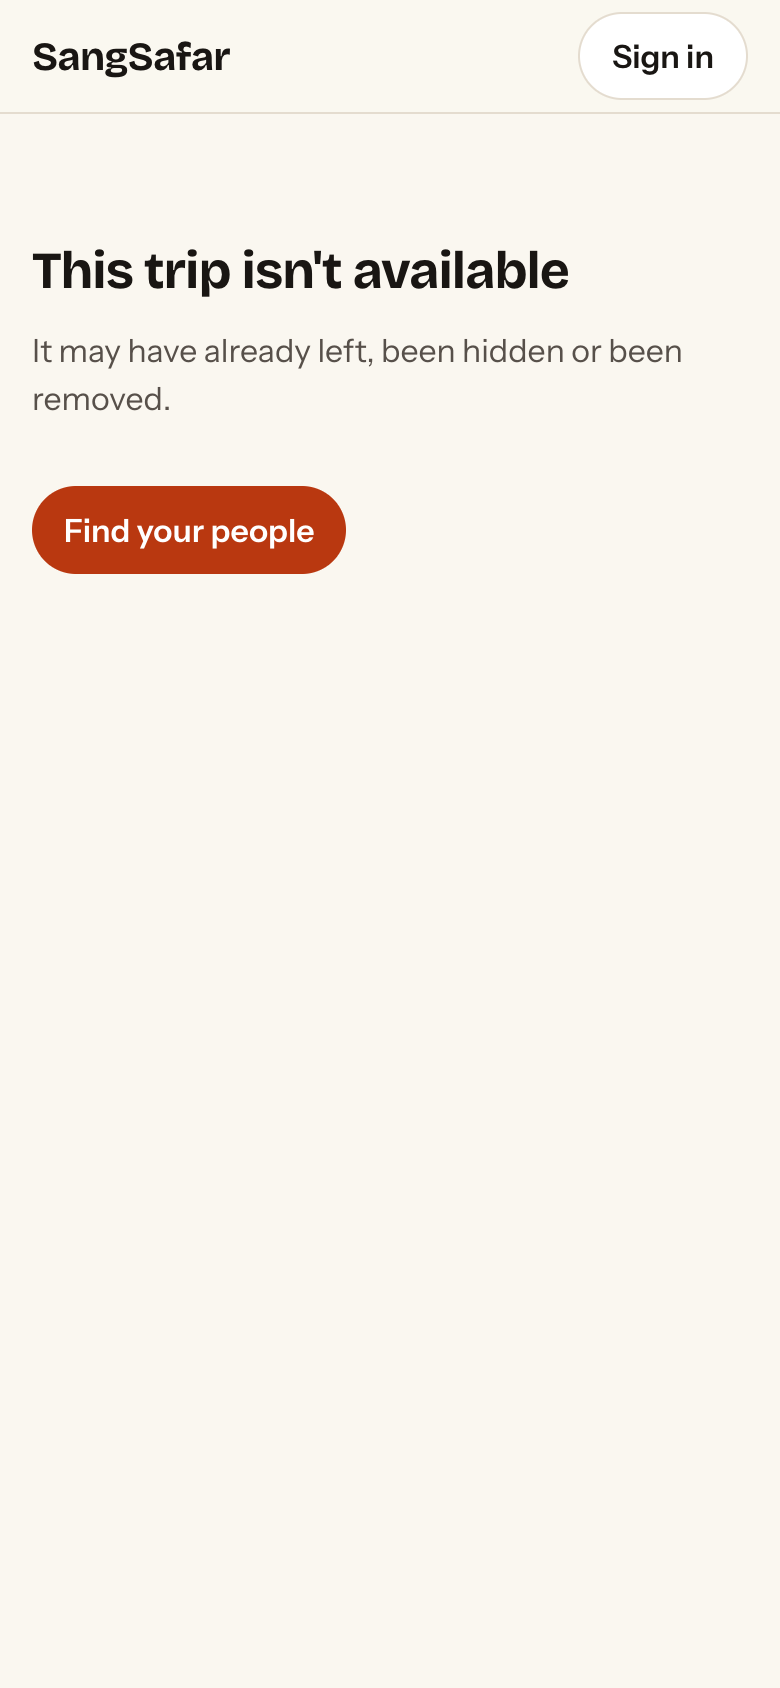 SangSafar
Sign in
This trip isn't available
It may have already left, been hidden or been
removed.
Find your people